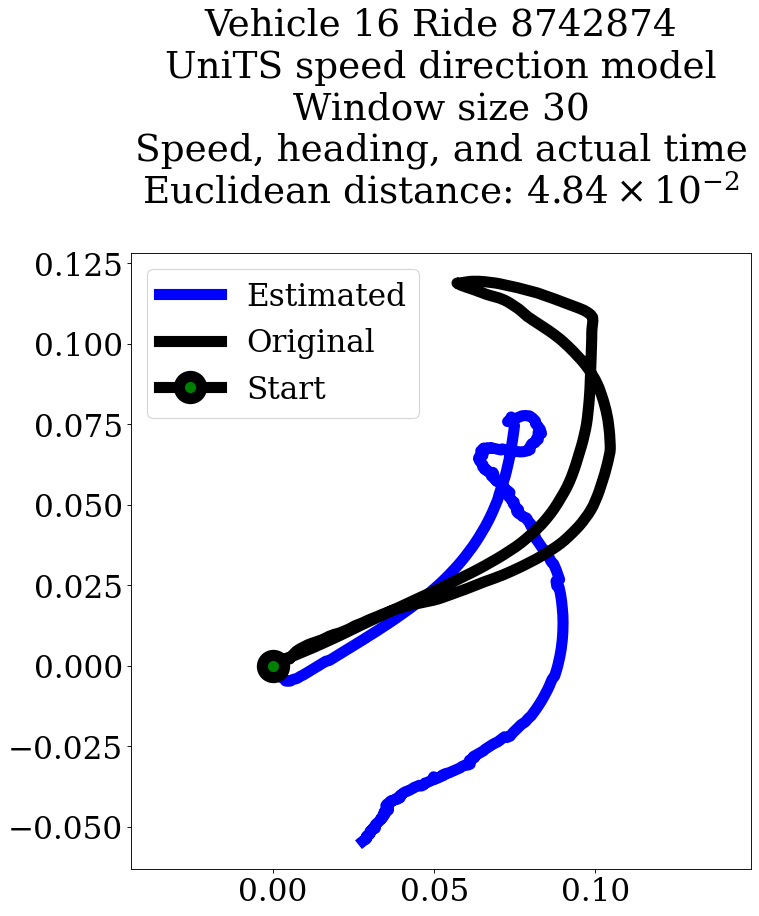 Vehicle 16 Ride 8742874
UniTS speed direction model
Window size 30
Speed, heading, and actual time
Euclidean distance: 4.84 × 10⁻²
0.125
0.100
0.075
0.050
0.025
0.000
−0.025
−0.050
Estimated
Original
Start
0.00 0.05 0.10